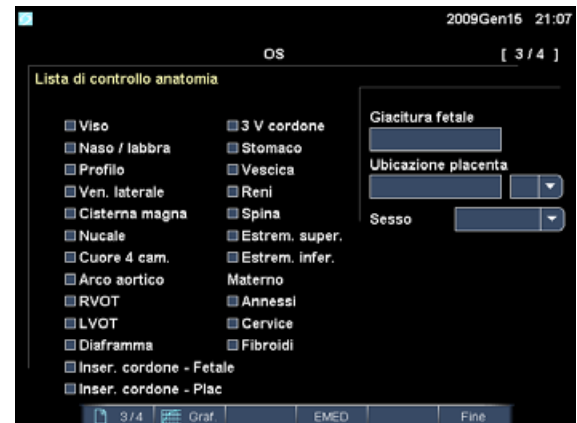 2009Gen16 21:07
OS [ 3/4 ]
Lista di controllo anatomia
Viso
Naso / labbra
Profilo
Ven. laterale
Cisterna magna
Nucale
Cuore 4 cam.
Arco aortico
RVOT
LVOT
Diaframma
Inser. cordone - Fetale
Inser. cordone - Plac
3 V cordone
Stomaco
Vescica
Reni
Spina
Estrem. super.
Estrem. infer.
Materno
Annessi
Cervice
Fibroidi
Giacitura fetale
Ubicazione placenta
Sesso
3/4 Graf. EMED Fine